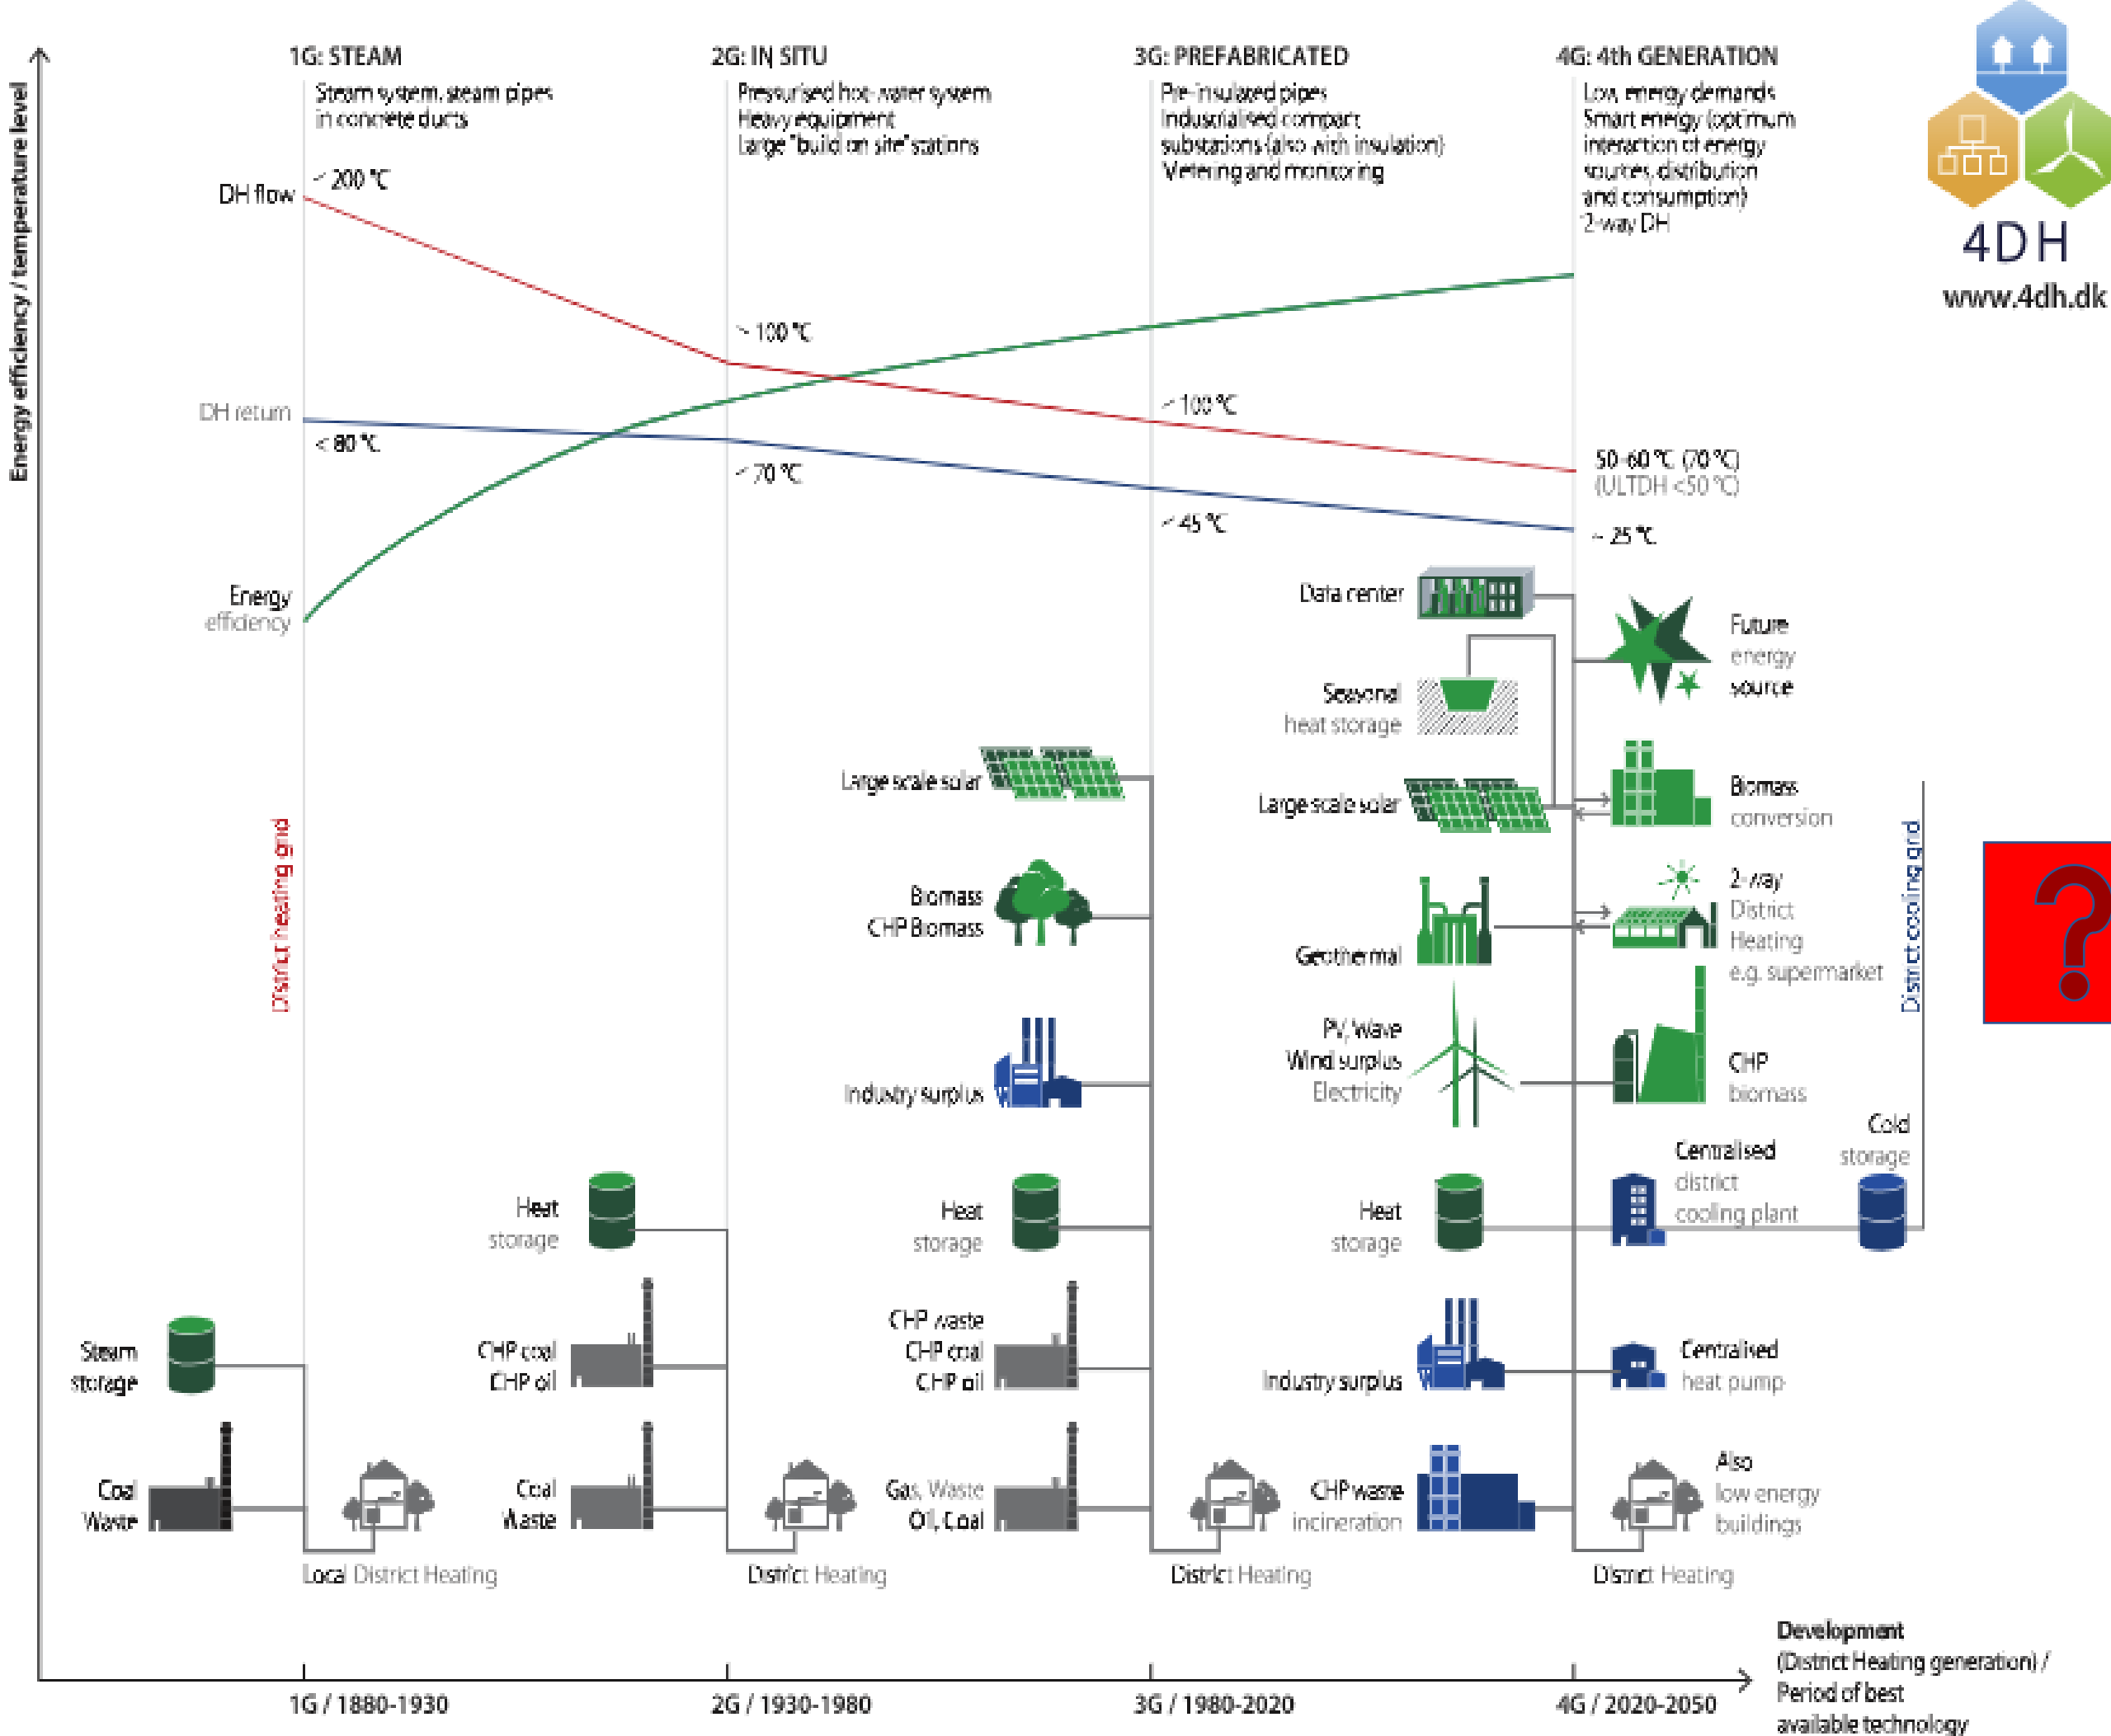 Energy efficiency / temperature level
1G: STEAM
Steam system, steam pipes
in concrete ducts
2G: IN SITU
Pressurised hot-water system
Heavy equipment
Large "build on site" stations
3G: PREFABRICATED
Pre-insulated pipes
Industrialised compact
substations (also with insulation)
Metering and monitoring
4G: 4th GENERATION
Low energy demands
Smart energy (optimum
interaction of energy
sources, distribution
and consumption)
2-way DH
4DH
www.4dh.dk
DH flow
200 °C
> 100 °C
100 °C
50-60 °C (70 °C)
(ULTDH <50 °C)
DH return
< 80 °C
70 °C
45 °C
~ 25 °C
Energy
efficiency
District heating grid
Steam
storage
Coal
Waste
Local District Heating
Heat
storage
CHP coal
CHP oil
Coal
Waste
District Heating
Large scale solar
Biomass
CHP Biomass
Industry surplus
Heat
storage
CHP waste
CHP coal
CHP oil
Gas, Waste
Oil, Coal
District Heating
Data center
Seasonal
heat storage
Large scale solar
Geothermal
PV, Wave
Wind surplus
Electricity
Heat
storage
Industry surplus
CHP waste
incineration
Future
energy
source
Biomass
conversion
2-way
District
Heating
e.g. supermarket
CHP
biomass
Centralised
district
cooling plant
Cold
storage
Centralised
heat pump
Also
low energy
buildings
District Heating
District cooling grid
?
1G / 1880-1930
2G / 1930-1980
3G / 1980-2020
4G / 2020-2050
Development
(District Heating generation) /
Period of best
available technology